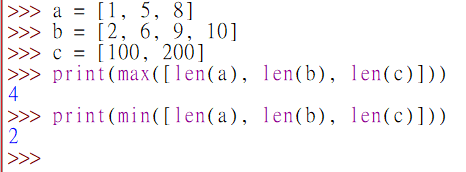 >>> a = [1, 5, 8]
>>> b = [2, 6, 9, 10]
>>> c = [100, 200]
>>> print(max([len(a), len(b), len(c)]))
4
>>> print(min([len(a), len(b), len(c)]))
2
>>>